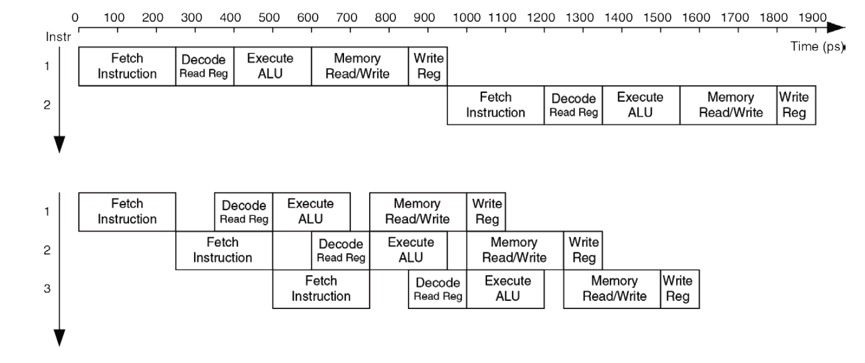 0 100 200 300 400 500 600 700 800 900 1000 1100 1200 1300 1400 1500 1600 1700 1800 1900
Instr
Time (ps)
1
Fetch Instruction
Decode Read Reg
Execute ALU
Memory Read/Write
Write Reg
2
Fetch Instruction
Decode Read Reg
Execute ALU
Memory Read/Write
Write Reg
1
Fetch Instruction
Decode Read Reg
Execute ALU
Memory Read/Write
Write Reg
2
Fetch Instruction
Decode Read Reg
Execute ALU
Memory Read/Write
Write Reg
3
Fetch Instruction
Decode Read Reg
Execute ALU
Memory Read/Write
Write Reg